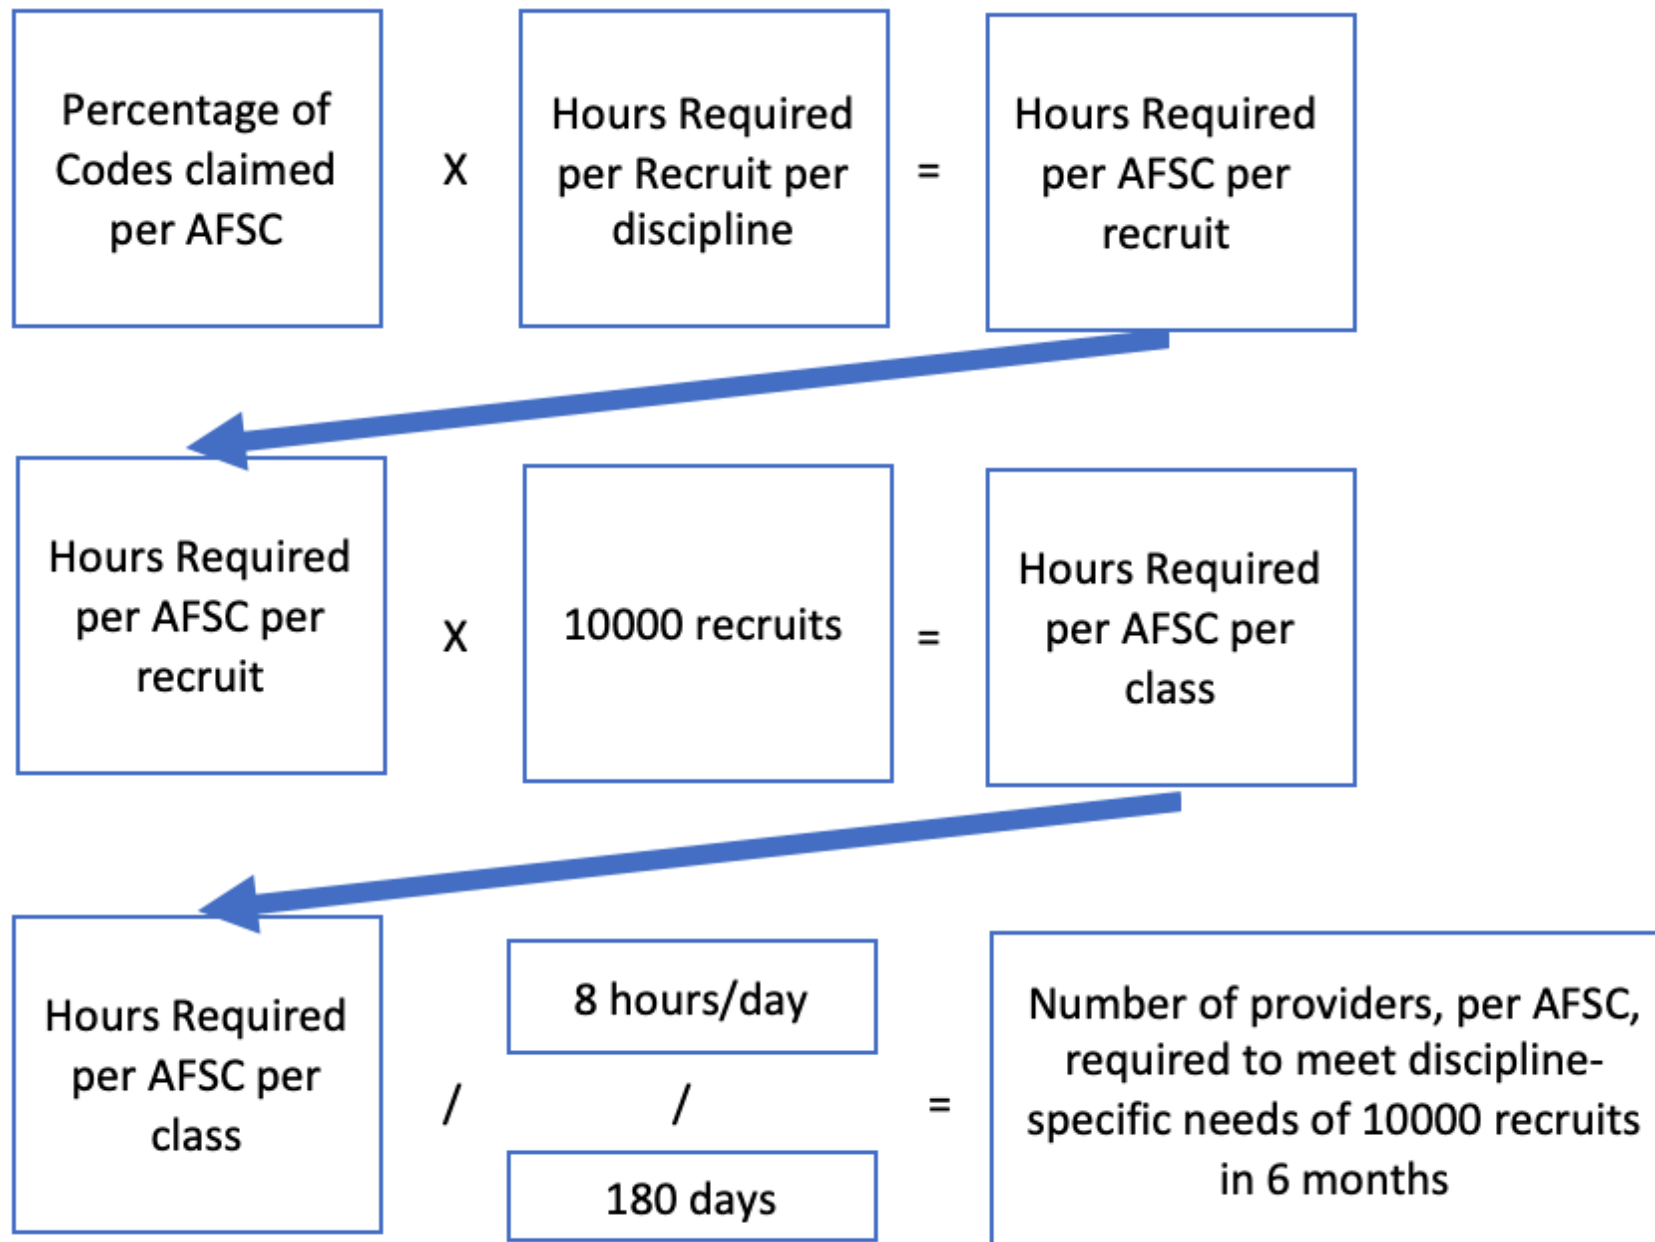 Percentage of
Codes claimed
per AFSC
X
Hours Required
per Recruit per
discipline
=
Hours Required
per AFSC per
recruit
Hours Required
per AFSC per
recruit
X
10000 recruits
=
Hours Required
per AFSC per
class
Hours Required
per AFSC per
class
/
8 hours/day
/
180 days
=
Number of providers, per AFSC,
required to meet discipline-
specific needs of 10000 recruits
in 6 months